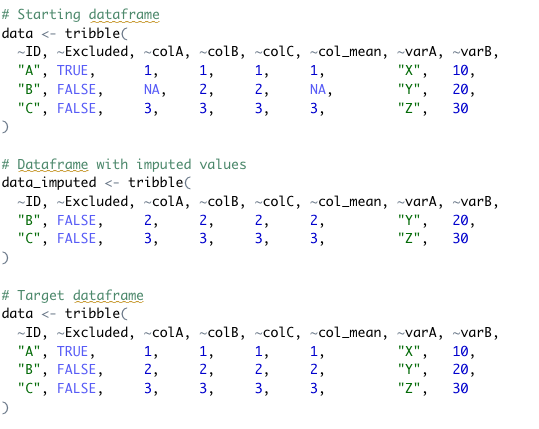 # Starting dataframe
data <- tribble(
  ~ID, ~Excluded, ~colA, ~colB, ~colC, ~col_mean, ~varA, ~varB,
  "A", TRUE,      1,     1,     1,     1,         "X",   10,
  "B", FALSE,     NA,    2,     2,     NA,        "Y",   20,
  "C", FALSE,     3,     3,     3,     3,         "Z",   30
)
# Dataframe with imputed values
data_imputed <- tribble(
  ~ID, ~Excluded, ~colA, ~colB, ~colC, ~col_mean, ~varA, ~varB,
  "B", FALSE,     2,     2,     2,     2,         "Y",   20,
  "C", FALSE,     3,     3,     3,     3,         "Z",   30
)
# Target dataframe
data <- tribble(
  ~ID, ~Excluded, ~colA, ~colB, ~colC, ~col_mean, ~varA, ~varB,
  "A", TRUE,      1,     1,     1,     1,         "X",   10,
  "B", FALSE,     2,     2,     2,     2,         "Y",   20,
  "C", FALSE,     3,     3,     3,     3,         "Z",   30
)